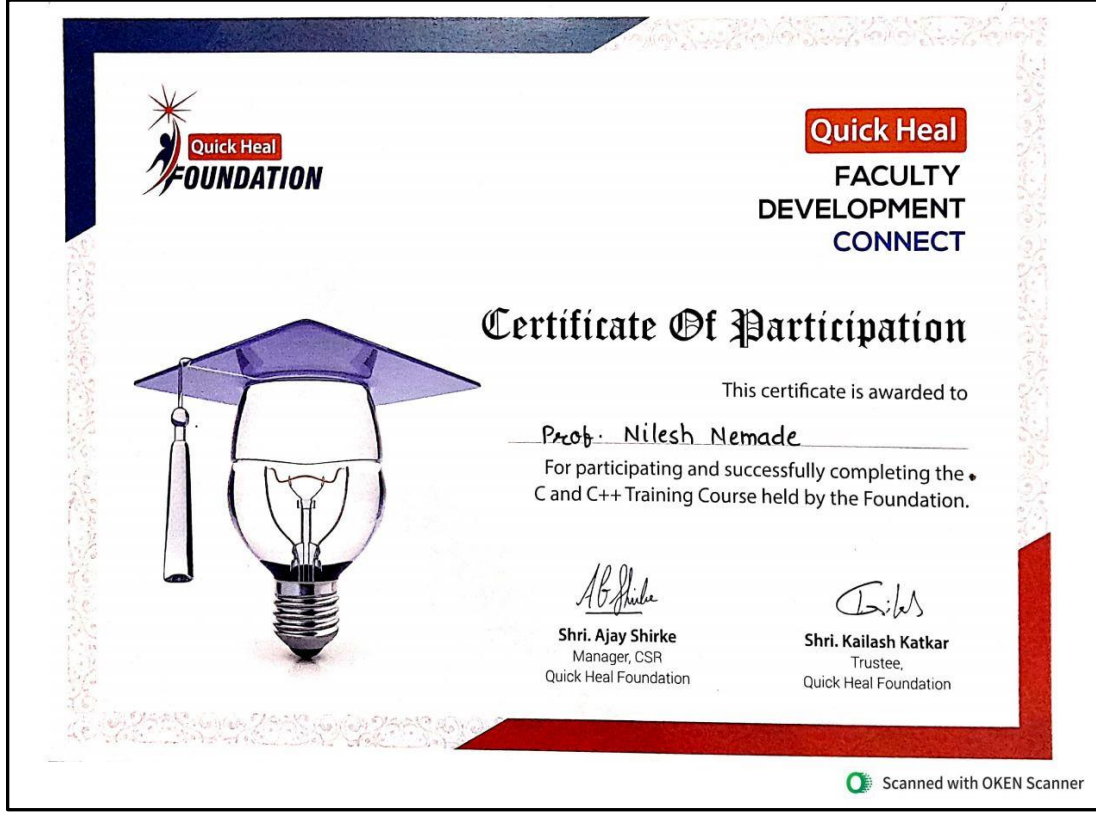 Quick Heal
FOUNDATION
Quick Heal
FACULTY
DEVELOPMENT
CONNECT
Certificate Of Participation
This certificate is awarded to
Prof. Nilesh Nemade
For participating and successfully completing the
C and C++ Training Course held by the Foundation.
Shri. Ajay Shirke
Manager, CSR
Quick Heal Foundation
Shri. Kailash Katkar
Trustee,
Quick Heal Foundation
Scanned with OKEN Scanner